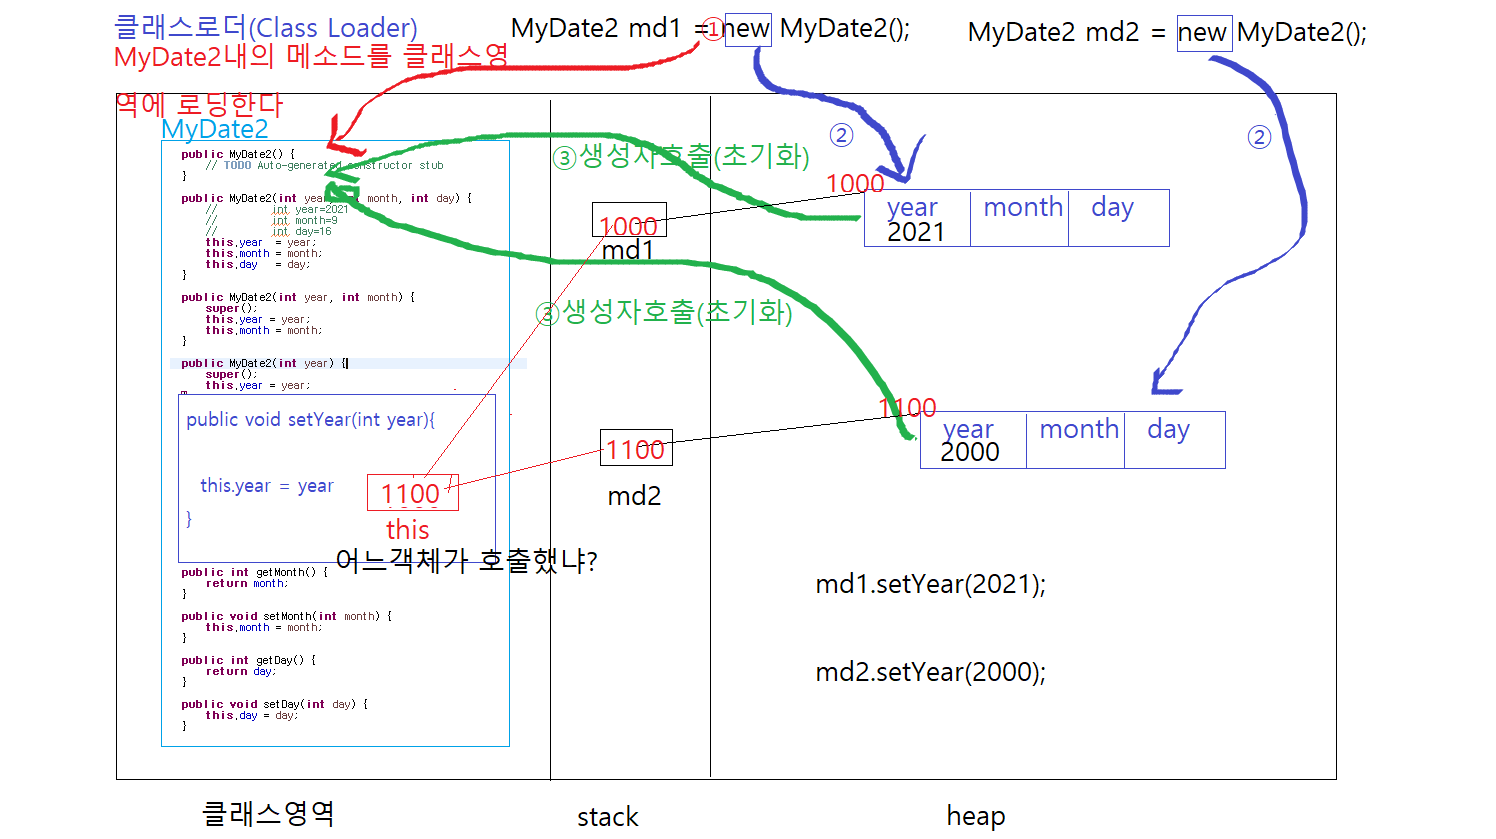 클래스로더(Class Loader)
MyDate2내의 메소드를 클래스영
역에 로딩한다
MyDate2 md1 = ①new MyDate2();
MyDate2 md2 = new MyDate2();
MyDate2
public MyDate2() {
// TODO Auto-generated constructor stub
}
public MyDate2(int year, int month, int day) {
// int year=2021
// int month=9
// int day=16
this.year = year;
this.month = month;
this.day = day;
}
public MyDate2(int year, int month) {
super();
this.year = year;
this.month = month;
}
public MyDate2(int year) {
super();
this.year = year;
public void setYear(int year){
this.year = year
}
1100
this
어느객체가 호출했냐?
public int getMonth() {
return month;
}
public void setMonth(int month) {
this.month = month;
}
public int getDay() {
return day;
}
public void setDay(int day) {
this.day = day;
}
③생성자호출(초기화)
1000
md1
③생성자호출(초기화)
1100
md2
②
②
1000
year month day
2021
1100
year month day
2000
md1.setYear(2021);
md2.setYear(2000);
클래스영역
stack
heap